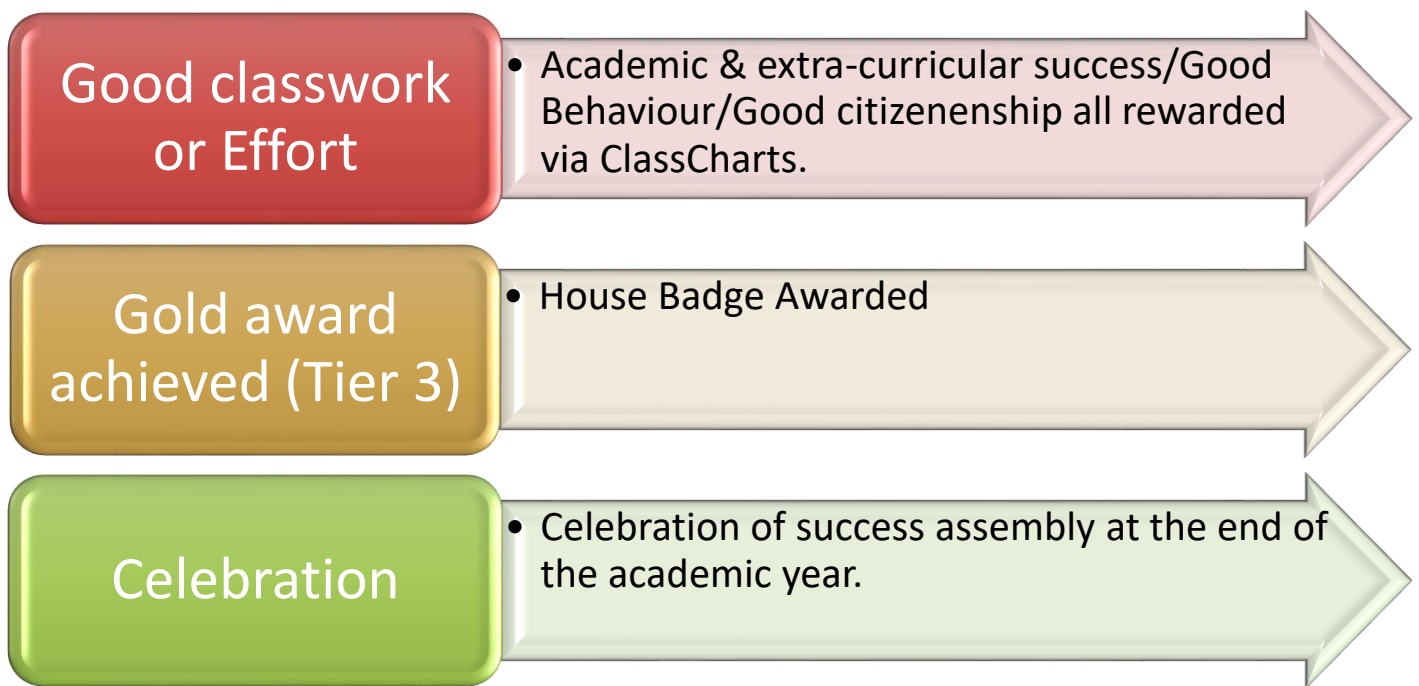 Good classwork
or Effort
• Academic & extra-curricular success/Good
Behaviour/Good citizenenship all rewarded
via ClassCharts.
Gold award
achieved (Tier 3)
• House Badge Awarded
Celebration
• Celebration of success assembly at the end of
the academic year.